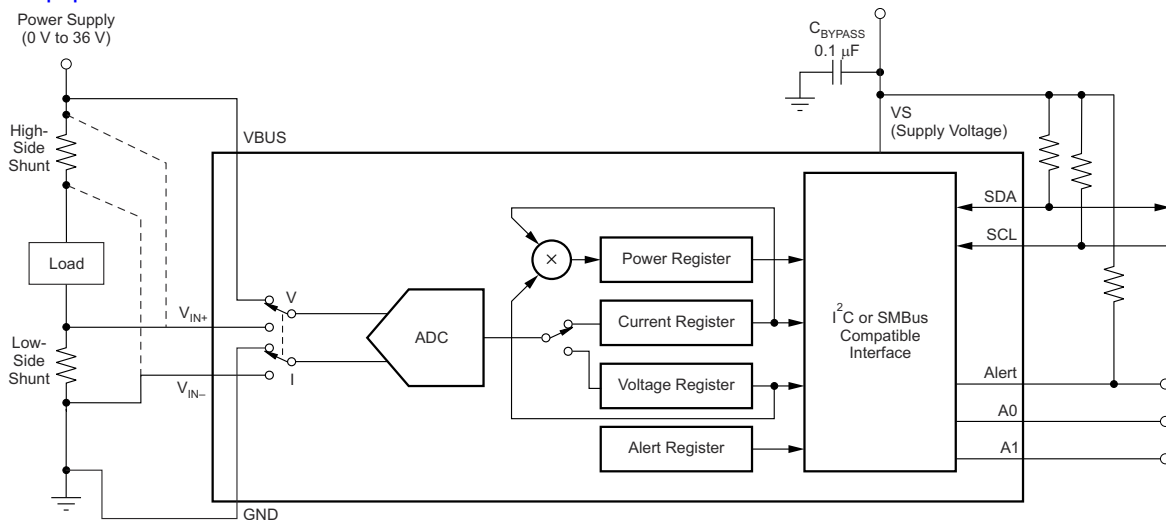 Power Supply
(0 V to 36 V)
C_BYPASS
0.1 µF
High-
Side
Shunt
VBUS
VS
(Supply Voltage)
SDA
SCL
Load
×
Power Register
V
V_IN+
ADC
Current Register
I²C or SMBus
Compatible
Interface
Low-
Side
Shunt
V_IN–
I
Voltage Register
Alert
A0
Alert Register
A1
GND